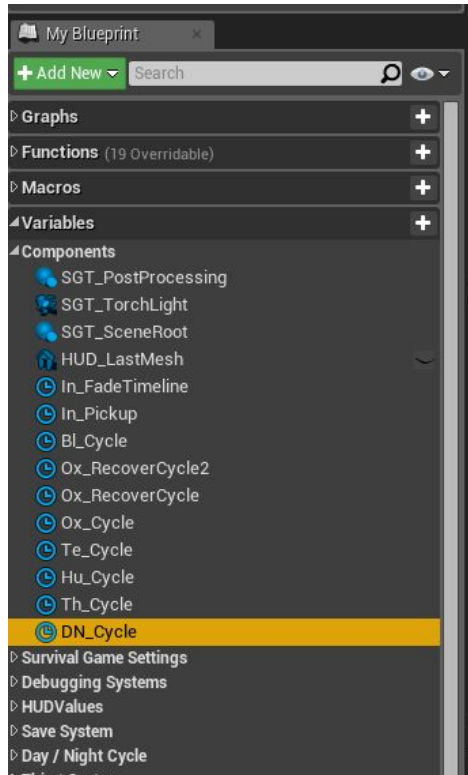 My Blueprint
Add New Search
Graphs
Functions (19 Overridable)
Macros
Variables
Components
SGT_PostProcessing
SGT_TorchLight
SGT_SceneRoot
HUD_LastMesh
In_FadeTimeline
In_Pickup
Bl_Cycle
Ox_RecoverCycle2
Ox_RecoverCycle
Ox_Cycle
Te_Cycle
Hu_Cycle
Th_Cycle
DN_Cycle
Survival Game Settings
Debugging Systems
HUDValues
Save System
Day / Night Cycle